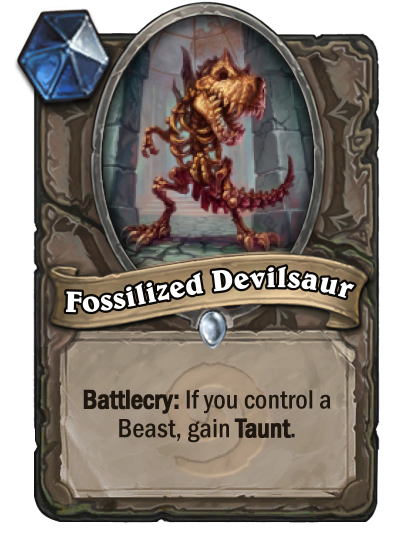 Fossilized Devilsaur
Battlecry: If you control a
Beast, gain Taunt.